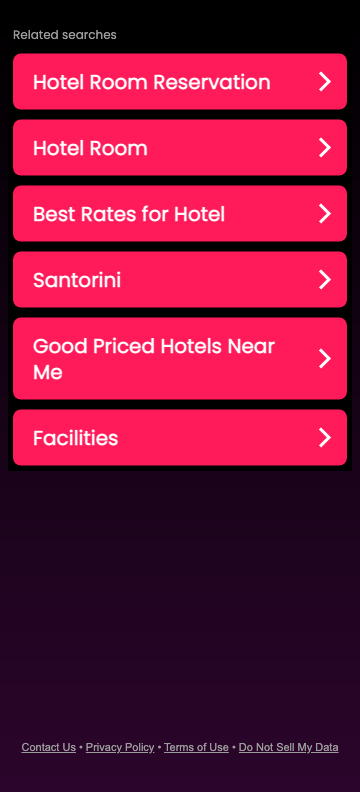 Related searches
Hotel Room Reservation
Hotel Room
Best Rates for Hotel
Santorini
Good Priced Hotels Near
Me
Facilities
Contact Us • Privacy Policy • Terms of Use • Do Not Sell My Data